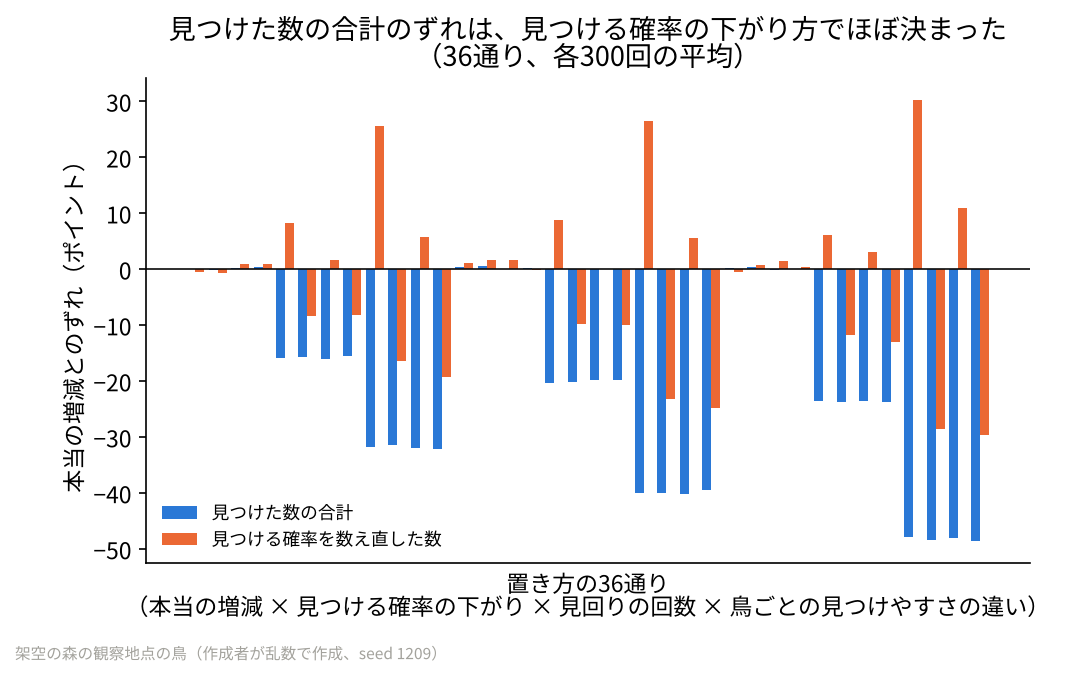 見つけた数の合計のずれは、見つける確率の下がり方でほぼ決まった
（36通り、各300回の平均）
本当の増減とのずれ（ポイント）
30
20
10
0
−10
−20
−30
−40
−50
見つけた数の合計
見つける確率を数え直した数
置き方の36通り
（本当の増減 × 見つける確率の下がり × 見回りの回数 × 鳥ごとの見つけやすさの違い）
架空の森の観察地点の鳥（作成者が乱数で作成、seed 1209）